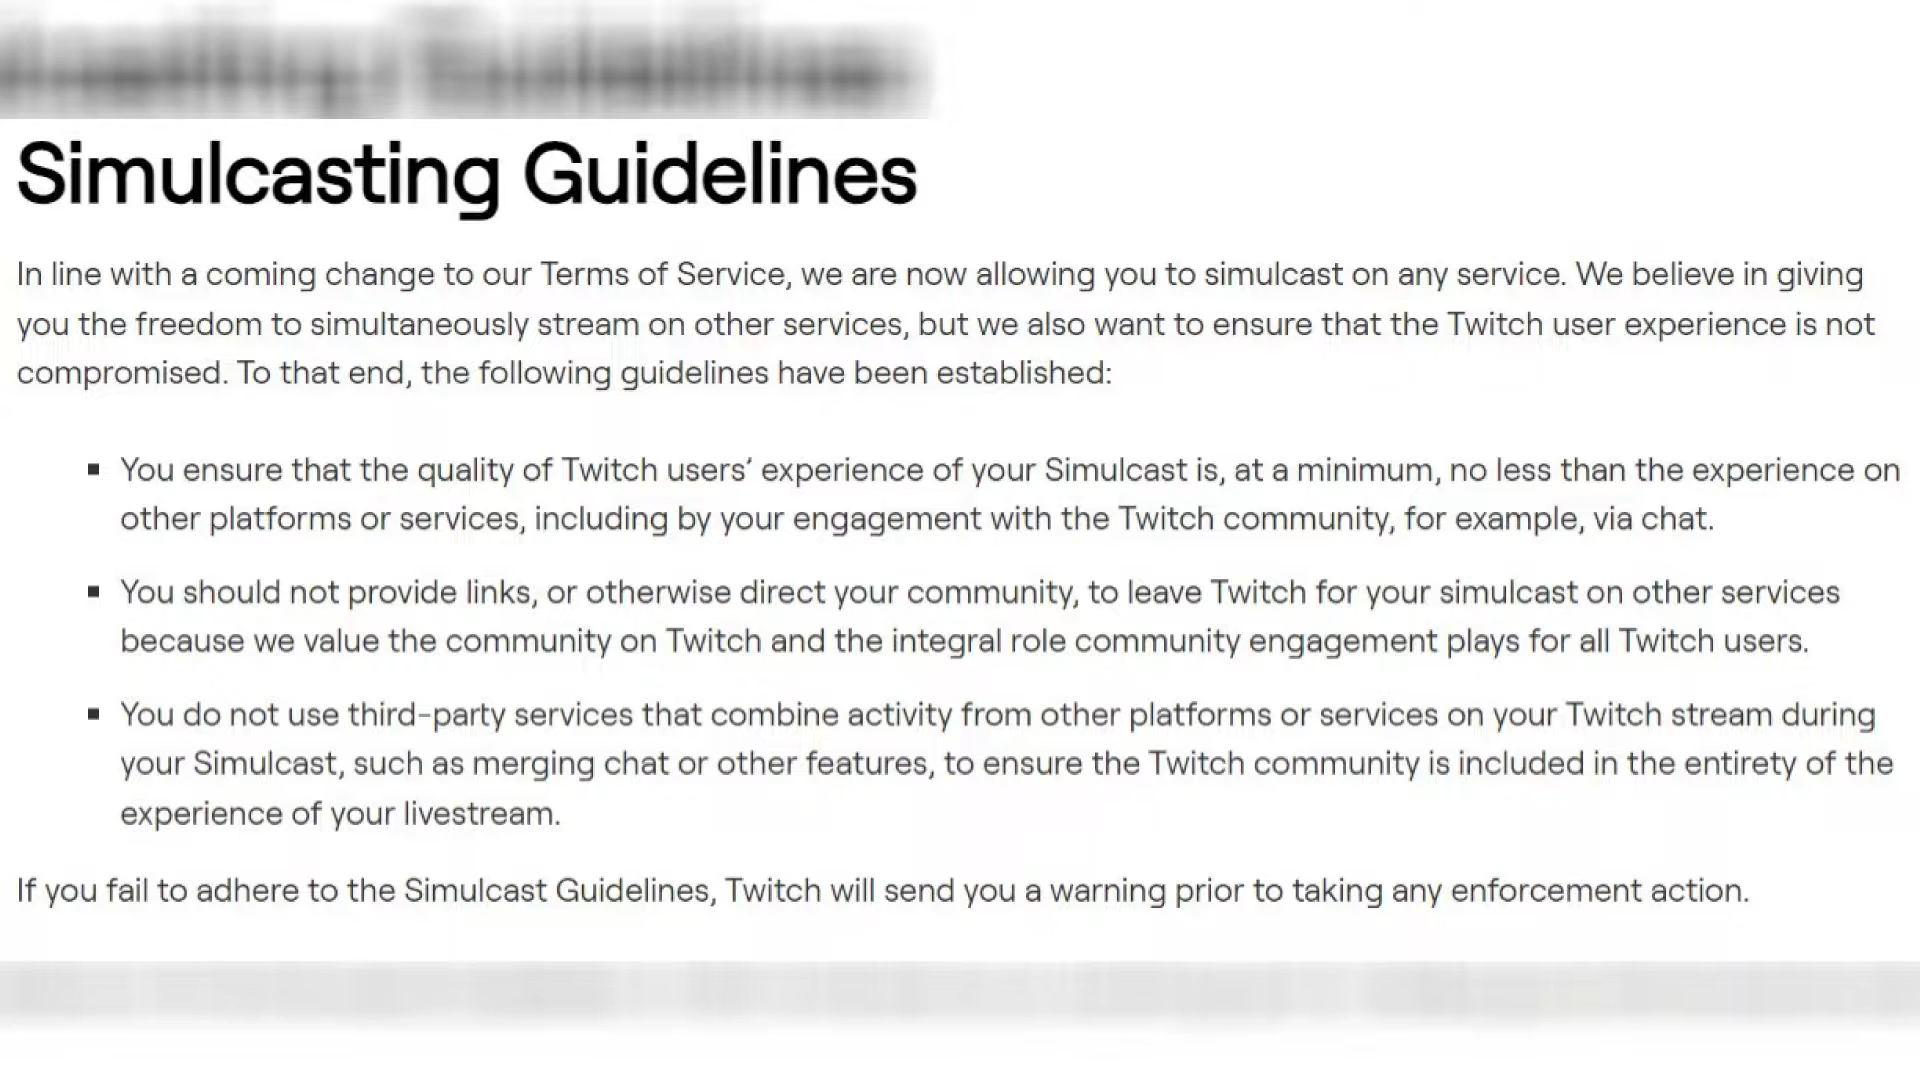 Simulcasting Guidelines
In line with a coming change to our Terms of Service, we are now allowing you to simulcast on any service. We believe in giving
you the freedom to simultaneously stream on other services, but we also want to ensure that the Twitch user experience is not
compromised. To that end, the following guidelines have been established:
▪ You ensure that the quality of Twitch users’ experience of your Simulcast is, at a minimum, no less than the experience on
other platforms or services, including by your engagement with the Twitch community, for example, via chat.
▪ You should not provide links, or otherwise direct your community, to leave Twitch for your simulcast on other services
because we value the community on Twitch and the integral role community engagement plays for all Twitch users.
▪ You do not use third-party services that combine activity from other platforms or services on your Twitch stream during
your Simulcast, such as merging chat or other features, to ensure the Twitch community is included in the entirety of the
experience of your livestream.
If you fail to adhere to the Simulcast Guidelines, Twitch will send you a warning prior to taking any enforcement action.